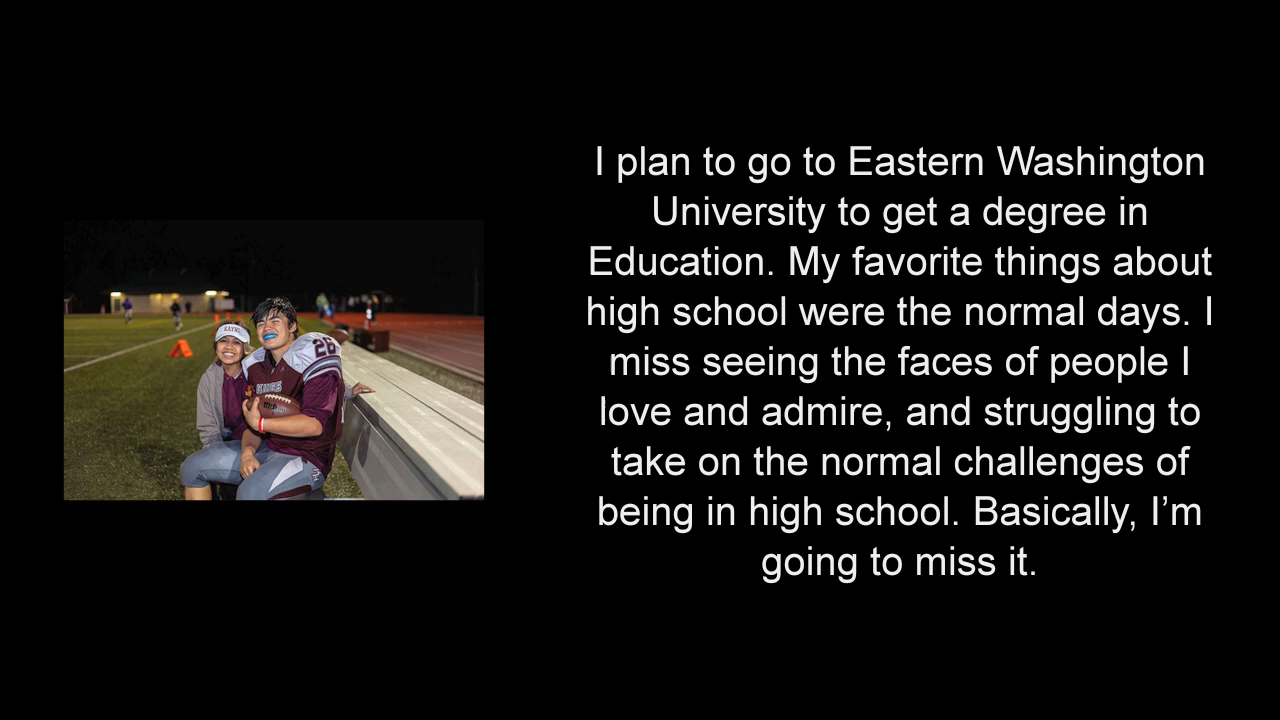 I plan to go to Eastern Washington
University to get a degree in
Education. My favorite things about
high school were the normal days. I
miss seeing the faces of people I
love and admire, and struggling to
take on the normal challenges of
being in high school. Basically, I’m
going to miss it.
26
KINGS